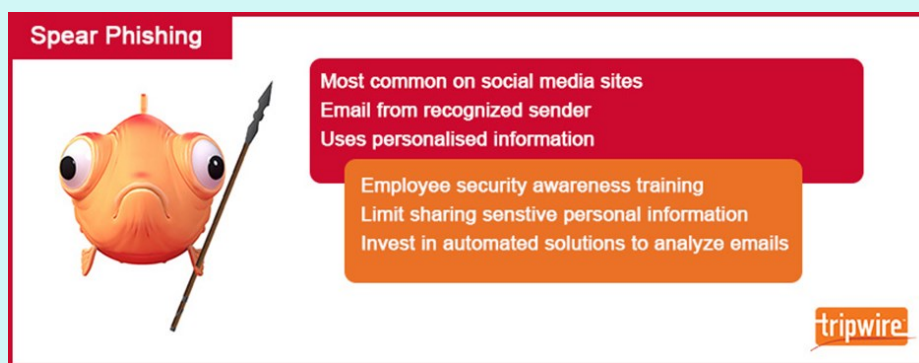 Spear Phishing
Most common on social media sites
Email from recognized sender
Uses personalised information
Employee security awareness training
Limit sharing senstive personal information
Invest in automated solutions to analyze emails
tripwire